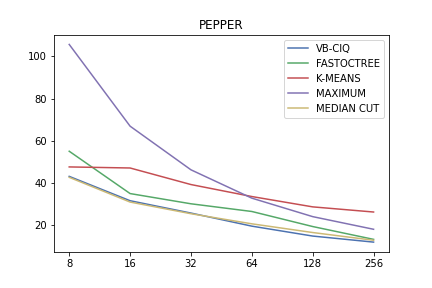 PEPPER
VB-CIQ
FASTOCTREE
K-MEANS
MAXIMUM
MEDIAN CUT
100
80
60
40
20
8 16 32 64 128 256